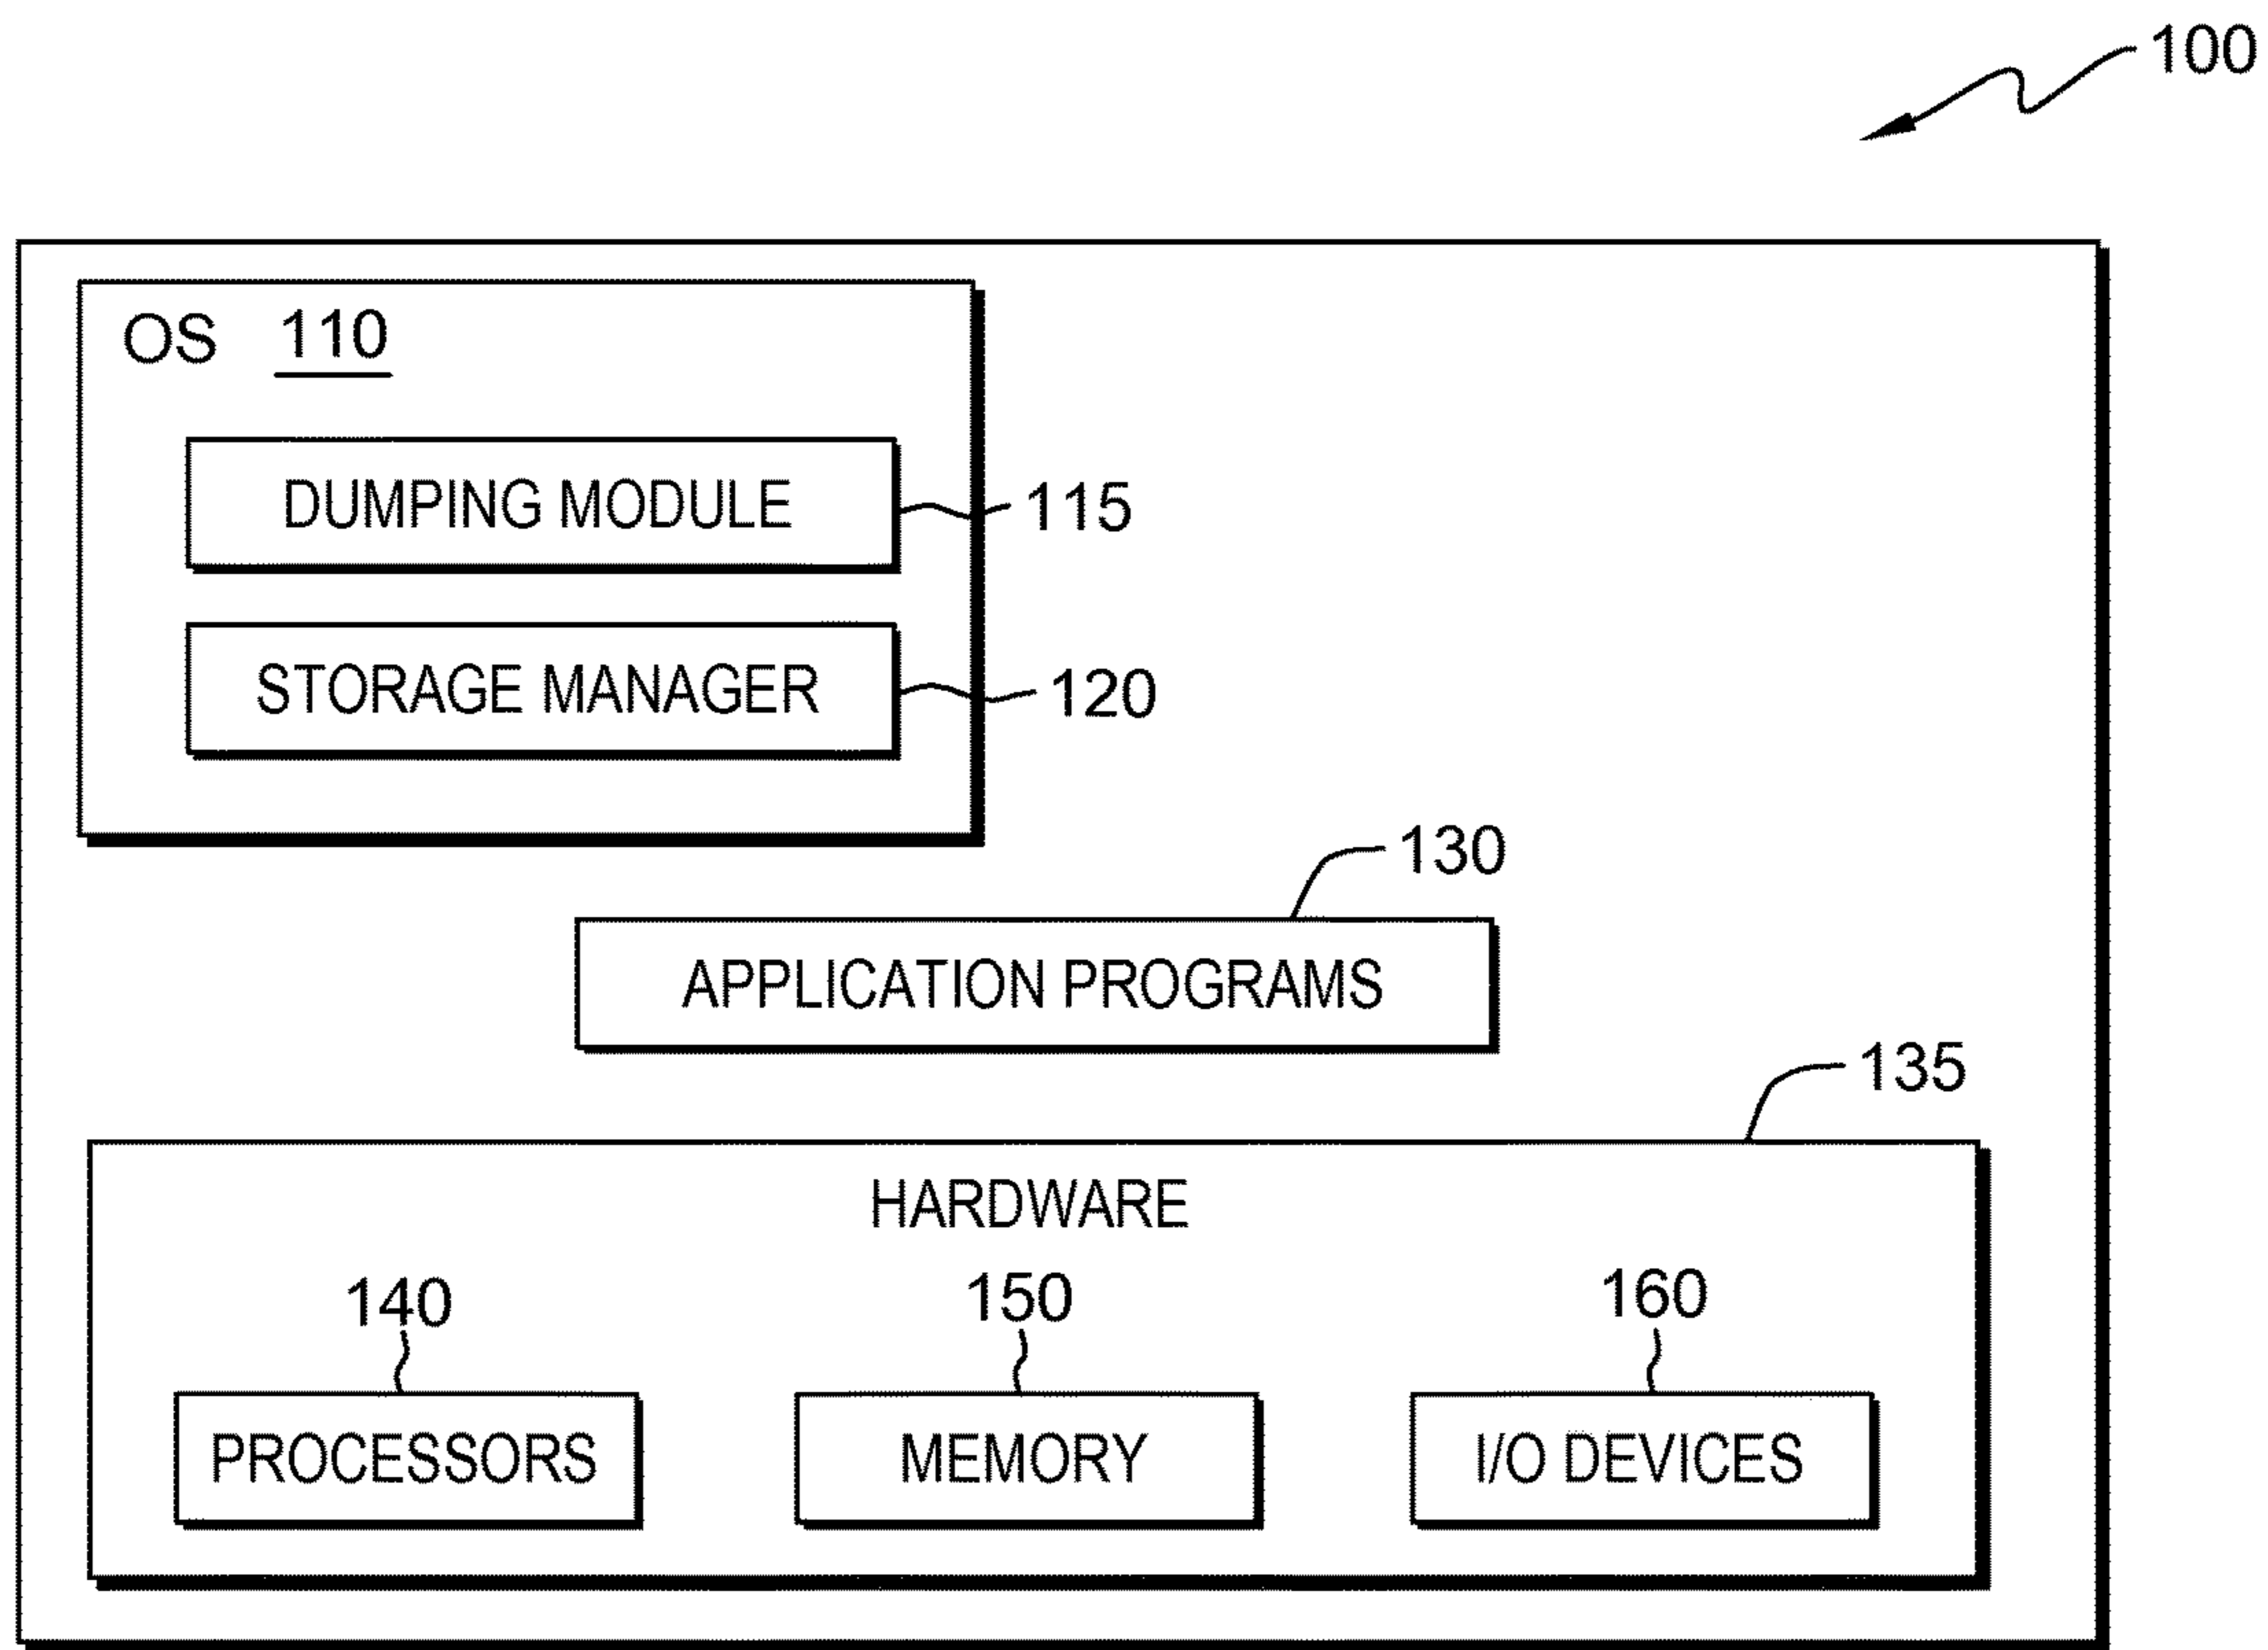 100
OS 110
DUMPING MODULE 115
STORAGE MANAGER 120
130
APPLICATION PROGRAMS
135
HARDWARE
140 150 160
PROCESSORS MEMORY I/O DEVICES